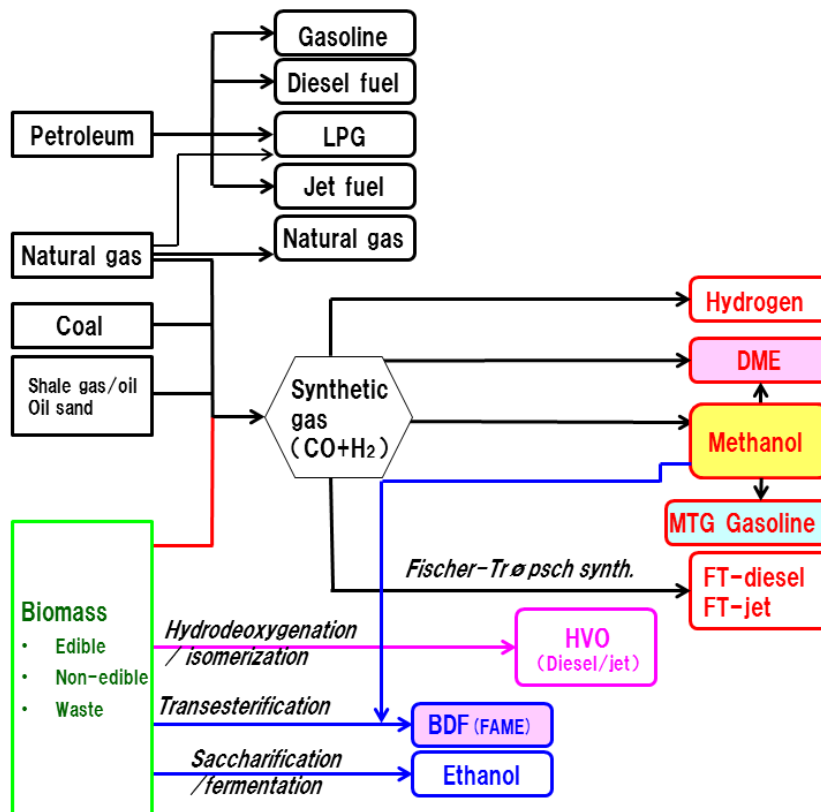 Gasoline
Diesel fuel
Petroleum
LPG
Jet fuel
Natural gas
Natural gas
Coal
Shale gas/oil
Oil sand
Synthetic
gas
(CO+H₂)
Hydrogen
DME
Methanol
MTG Gasoline
Fischer-Trøpsch synth.
FT-diesel
FT-jet
Biomass
• Edible
• Non-edible
• Waste
Hydrodeoxygenation
/isomerization
HVO
(Diesel/jet)
Transesterification
BDF (FAME)
Saccharification
/fermentation
Ethanol